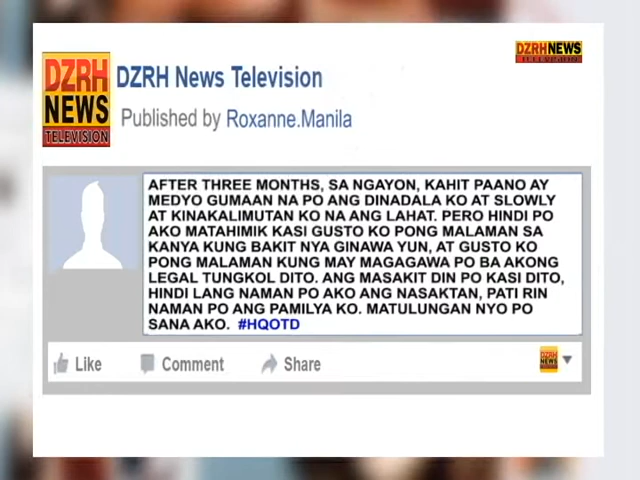 DZRH NEWS
TELEVISION
DZRH
NEWS
TELEVISION
DZRH News Television
Published by Roxanne.Manila
AFTER THREE MONTHS, SA NGAYON, KAHIT PAANO AY
MEDYO GUMAAN NA PO ANG DINADALA KO AT SLOWLY
AT KINAKALIMUTAN KO NA ANG LAHAT. PERO HINDI PO
AKO MATAHIMIK KASI GUSTO KO PONG MALAMAN SA
KANYA KUNG BAKIT NYA GINAWA YUN, AT GUSTO KO
PONG MALAMAN KUNG MAY MAGAGAWA PO BA AKONG
LEGAL TUNGKOL DITO. ANG MASAKIT DIN PO KASI DITO,
HINDI LANG NAMAN PO AKO ANG NASAKTAN, PATI RIN
NAMAN PO ANG PAMILYA KO. MATULUNGAN NYO PO
SANA AKO. #HQOTD
Like Comment Share
DZRH
NEWS